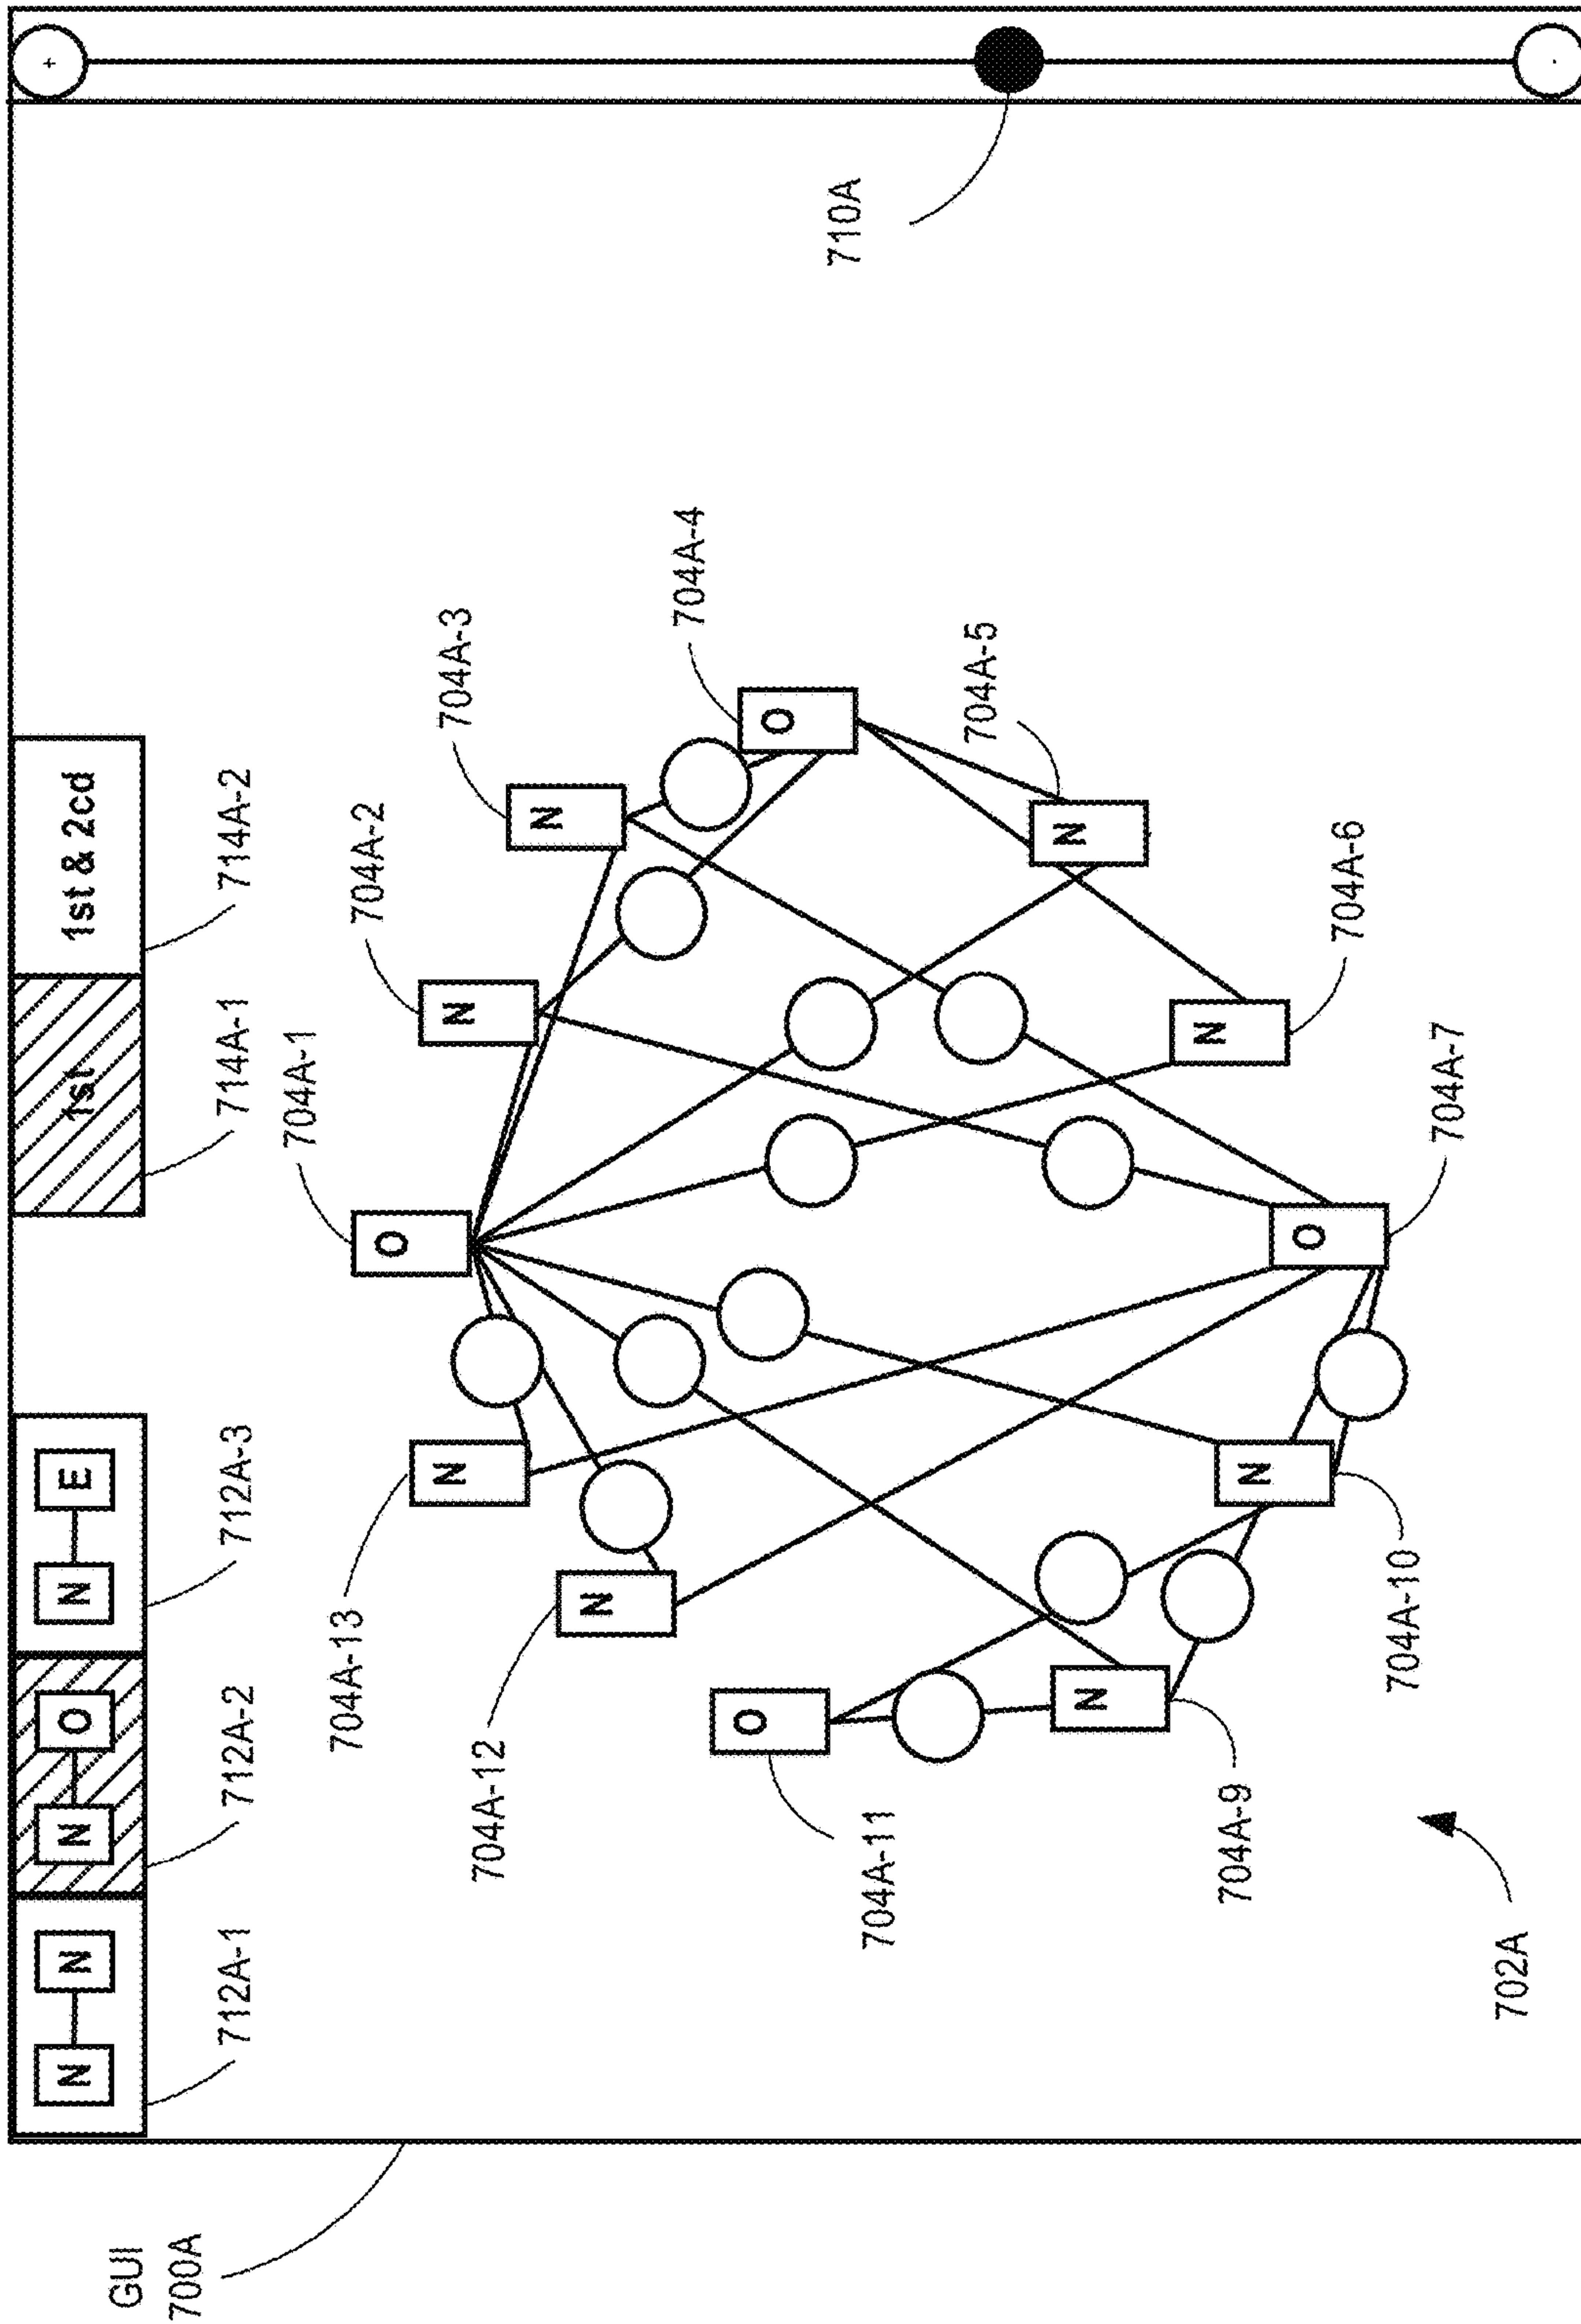 GUI
700A
N N
N O
N E
1st
1st & 2cd
+
-
712A-1
712A-2
712A-3
714A-1
714A-2
704A-1
O
704A-2
N
704A-3
N
704A-4
O
704A-5
N
704A-6
N
704A-7
O
704A-9
N
704A-10
N
704A-11
O
704A-12
N
704A-13
N
710A
702A